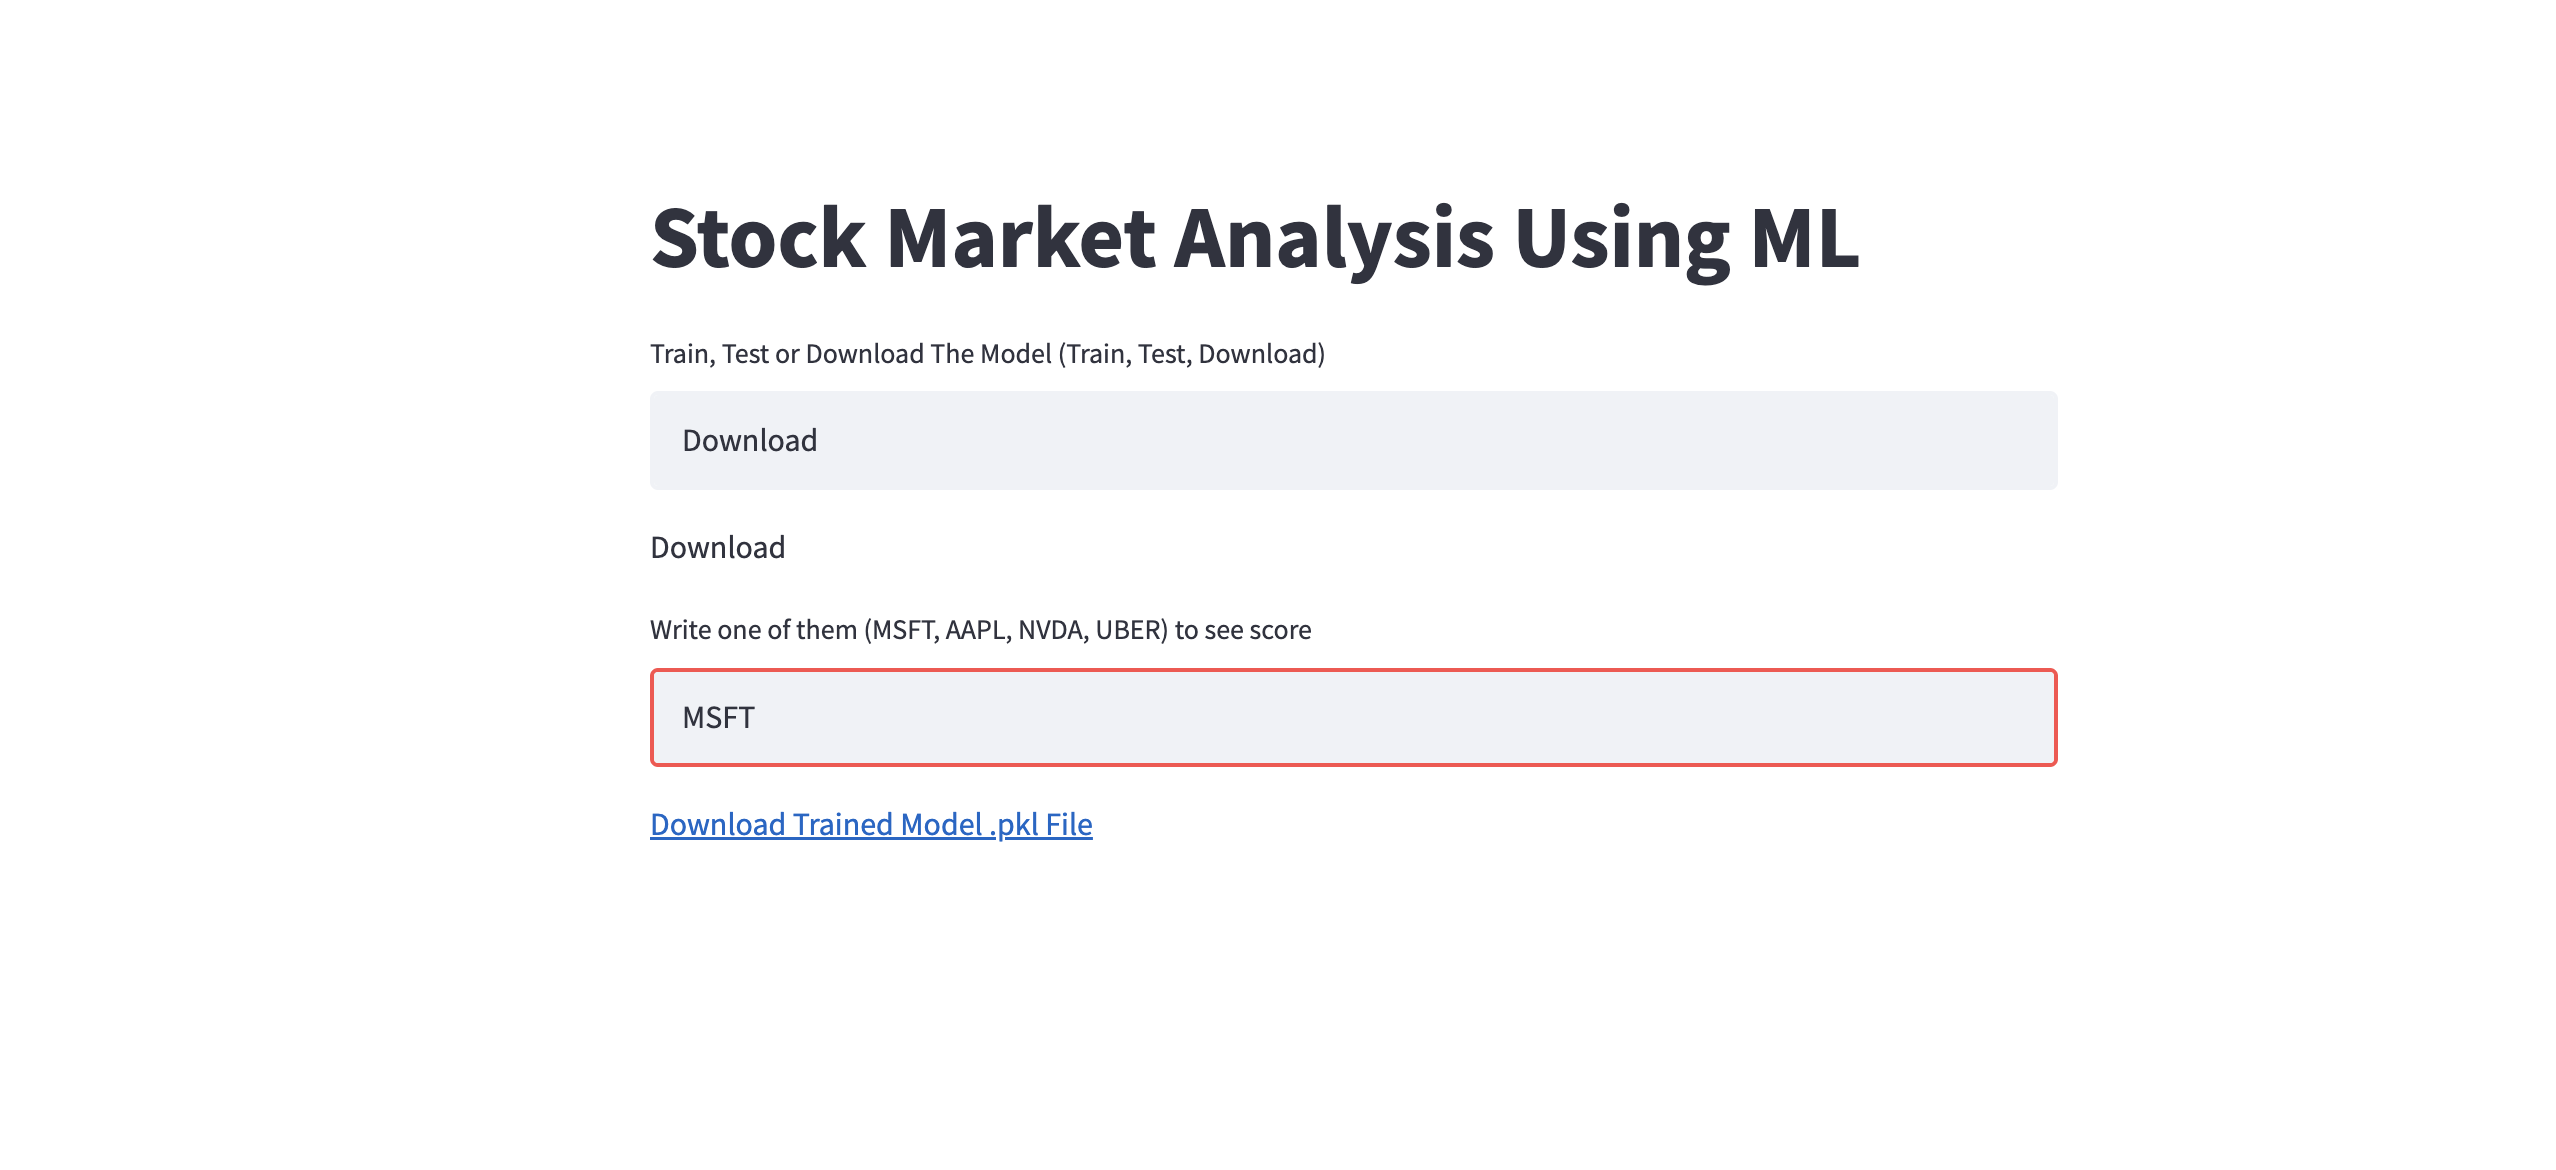 Stock Market Analysis Using ML
Train, Test or Download The Model (Train, Test, Download)
Download
Download
Write one of them (MSFT, AAPL, NVDA, UBER) to see score
MSFT
Download Trained Model .pkl File